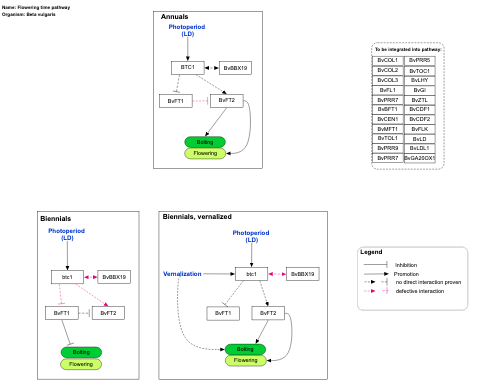 Name: Flowering time pathway
Organism: Beta vulgaris
Annuals
Photoperiod
(LD)
BTC1
BvBBX19
BvFT1
BvFT2
Bolting
Flowering
To be integrated into pathway:
BvCOL1 BvPRR5
BvCOL2 BvTOC1
BvCOL3 BvLHY
BvFL1 BvGI
BvPRR7 BvZTL
BvBFT1 BvCDF1
BvCEN1 BvCDF2
BvMFT1 BvFLK
BvTOL1 BvLD
BvPRR9 BvLDL1
BvPRR7 BvGA20OX1
Biennials
Photoperiod
(LD)
btc1
BvBBX19
BvFT1
BvFT2
Bolting
Flowering
Biennials, vernalized
Photoperiod
(LD)
Vernalization
btc1
BvBBX19
BvFT1
BvFT2
Bolting
Flowering
Legend
Inhibition
Promotion
no direct interaction proven
defective interaction